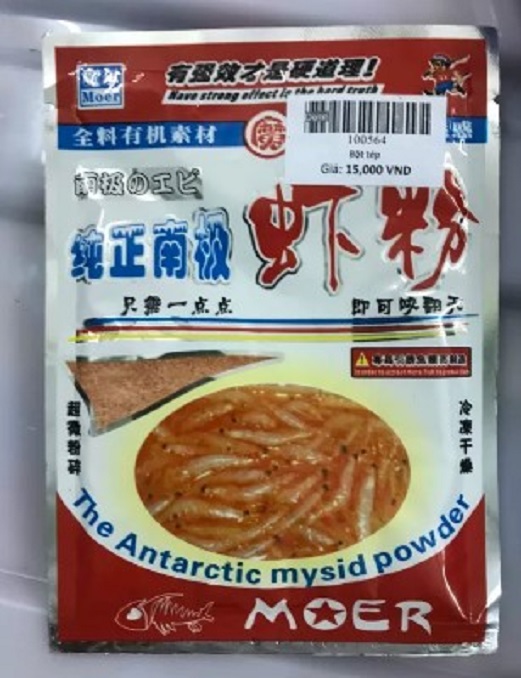 Moer
有强效才是硬道理!
Have strong effect is the hard truth
全料有机素材
100564
Bột tép
Giá: 15,000 VND
南极のエビ
纯正南极 虾粉
只需一点点
即可呼翻天
超微粉碎
冷凍干燥
The Antarctic mysid powder
MOER